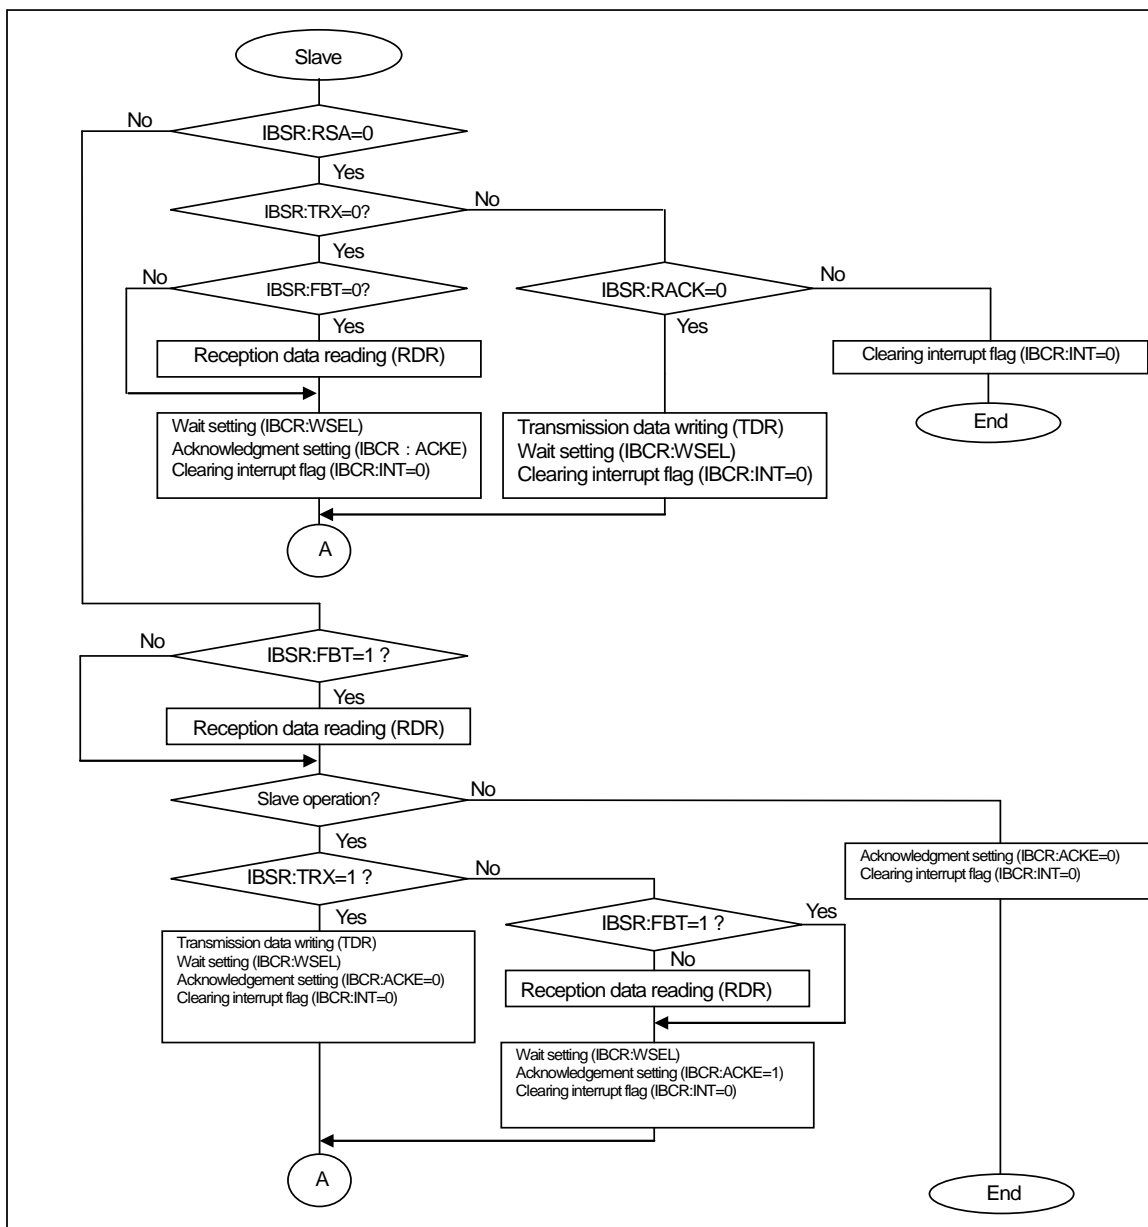 Slave
No
IBSR:RSA=0
Yes
No
IBSR:TRX=0?
Yes
No
IBSR:FBT=0?
IBSR:RACK=0
No
Yes
Yes
Reception data reading (RDR)
Clearing interrupt flag (IBCR:INT=0)
Wait setting (IBCR:WSEL)
Acknowledgment setting (IBCR : ACKE)
Clearing interrupt flag (IBCR:INT=0)
Transmission data writing (TDR)
Wait setting (IBCR:WSEL)
Clearing interrupt flag (IBCR:INT=0)
End
A
No
IBSR:FBT=1 ?
Yes
Reception data reading (RDR)
Slave operation?
No
Yes
IBSR:TRX=1 ?
No
Acknowledgment setting (IBCR:ACKE=0)
Clearing interrupt flag (IBCR:INT=0)
Yes
IBSR:FBT=1 ?
Yes
Transmission data writing (TDR)
Wait setting (IBCR:WSEL)
Acknowledgement setting (IBCR:ACKE=0)
Clearing interrupt flag (IBCR:INT=0)
No
Reception data reading (RDR)
Wait setting (IBCR:WSEL)
Acknowledgement setting (IBCR:ACKE=1)
Clearing interrupt flag (IBCR:INT=0)
A
End